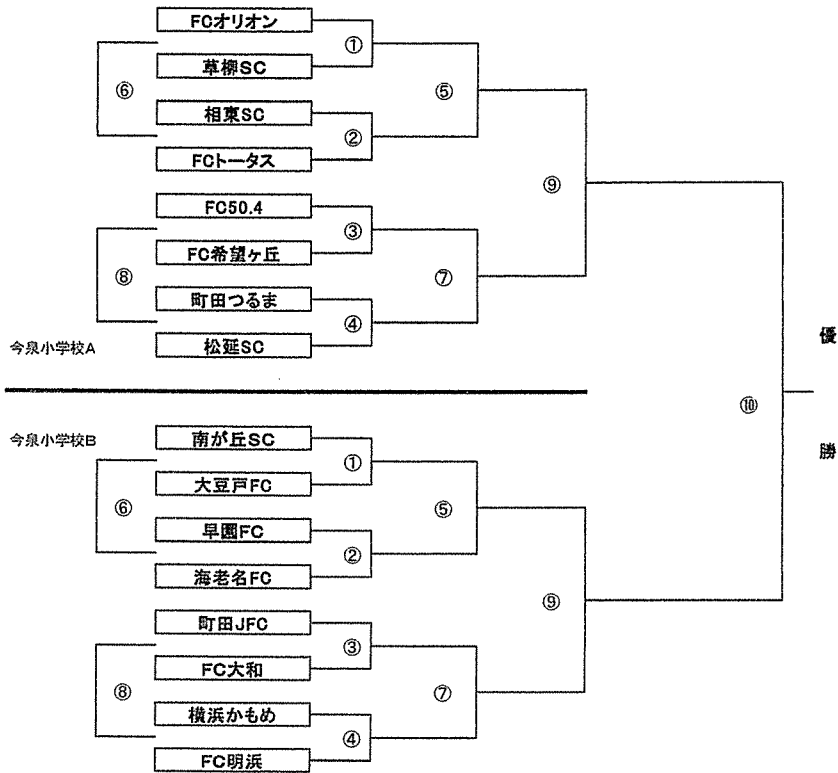 FCオリオン
①
草柳SC
⑥
⑤
相東SC
②
FCトータス
⑨
FC50.4
③
FC希望ヶ丘
⑧
⑦
町田つるま
④
今泉小学校A
松延SC
優
⑩
今泉小学校B
南が丘SC
勝
①
大豆戸FC
⑥
⑤
早園FC
②
海老名FC
⑨
町田JFC
③
FC大和
⑧
⑦
横浜かもめ
④
FC明浜